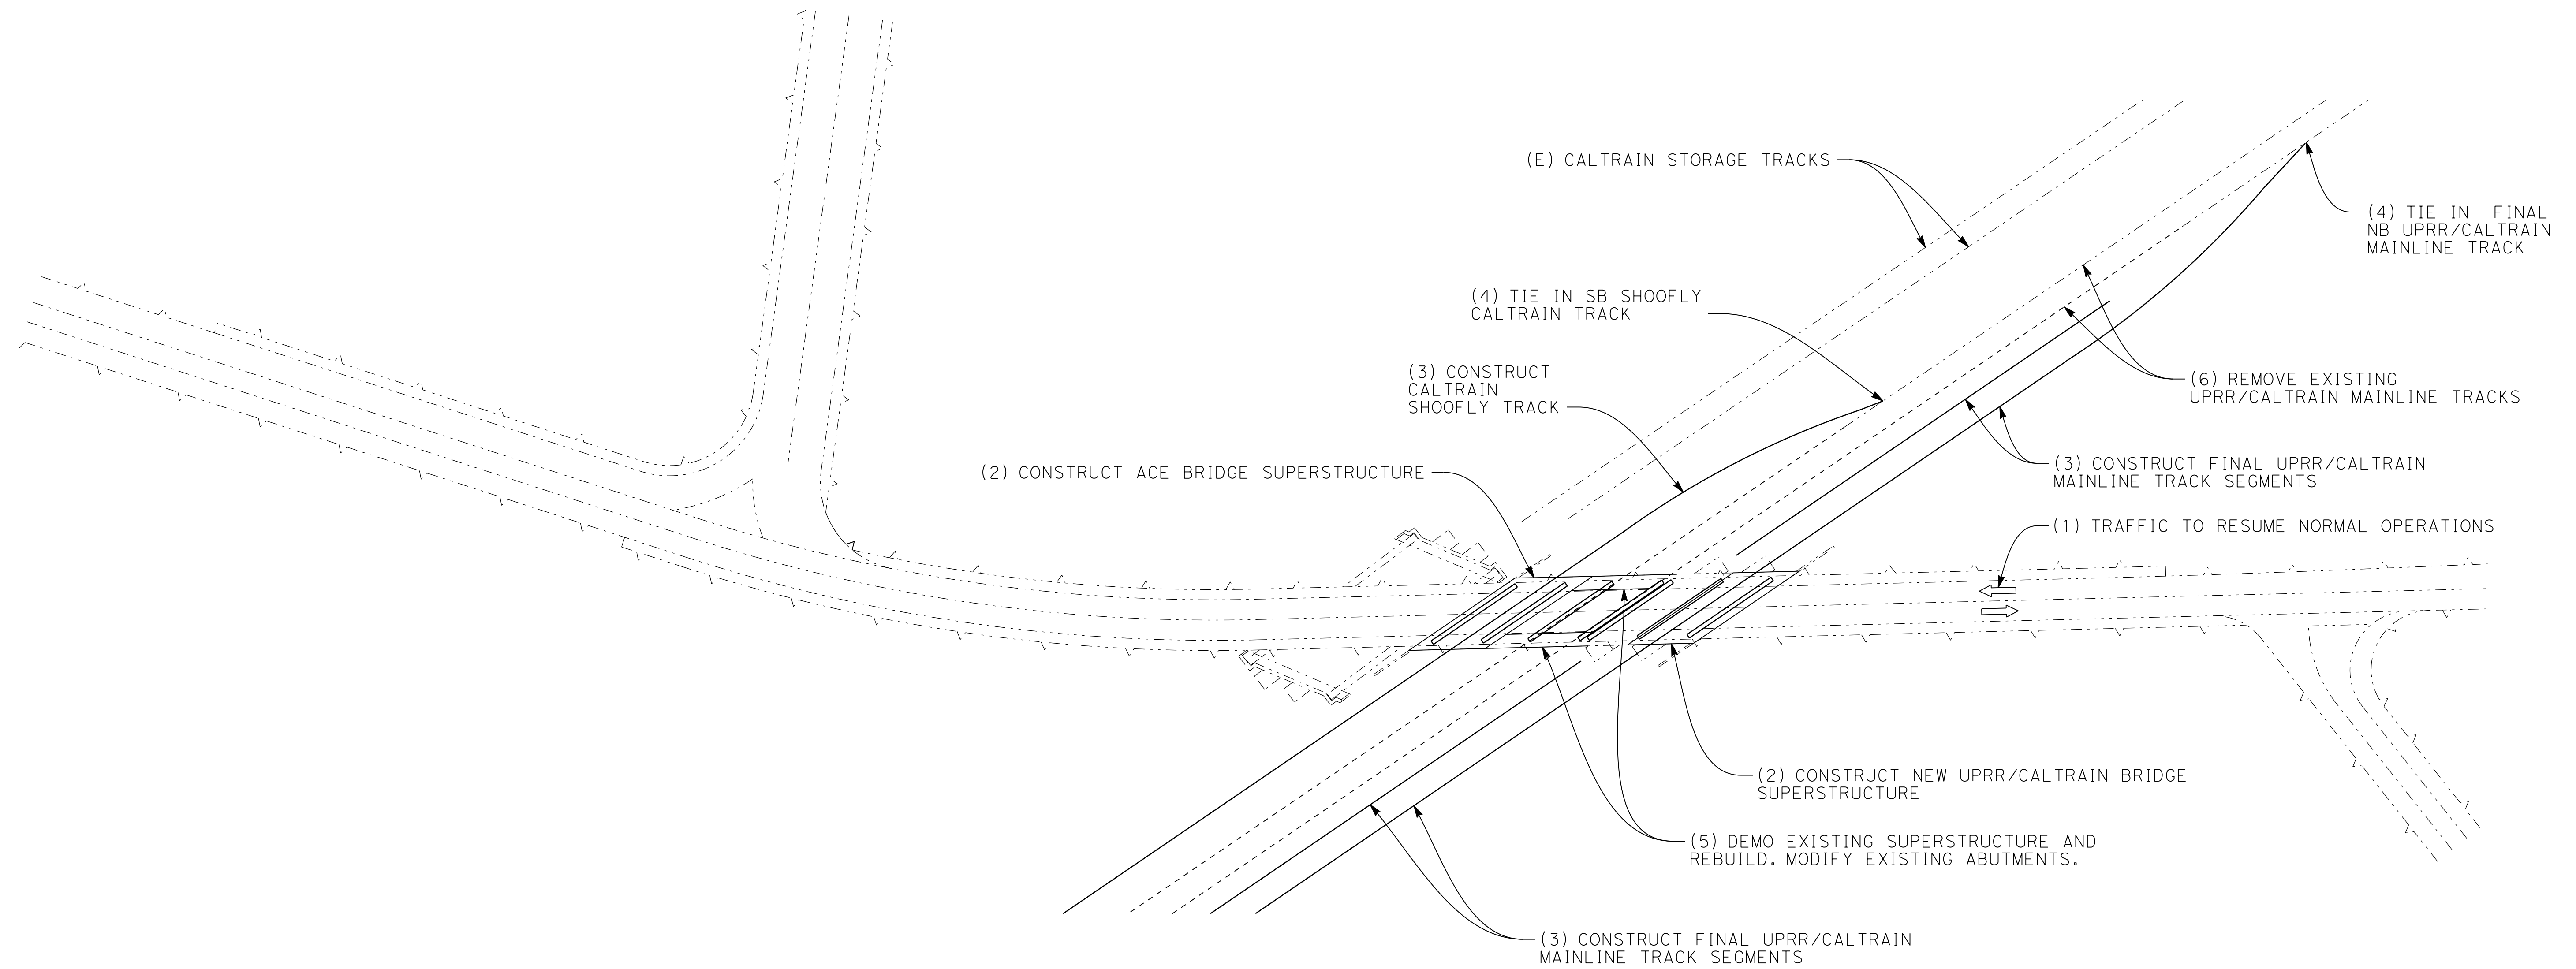 (E) CALTRAIN STORAGE TRACKS
(4) TIE IN FINAL
NB UPRR/CALTRAIN
MAINLINE TRACK
(4) TIE IN SB SHOOFLY
CALTRAIN TRACK
(3) CONSTRUCT
CALTRAIN
SHOOFLY TRACK
(6) REMOVE EXISTING
UPRR/CALTRAIN MAINLINE TRACKS
(2) CONSTRUCT ACE BRIDGE SUPERSTRUCTURE
(3) CONSTRUCT FINAL UPRR/CALTRAIN
MAINLINE TRACK SEGMENTS
(1) TRAFFIC TO RESUME NORMAL OPERATIONS
(2) CONSTRUCT NEW UPRR/CALTRAIN BRIDGE
SUPERSTRUCTURE
(5) DEMO EXISTING SUPERSTRUCTURE AND
REBUILD. MODIFY EXISTING ABUTMENTS.
(3) CONSTRUCT FINAL UPRR/CALTRAIN
MAINLINE TRACK SEGMENTS